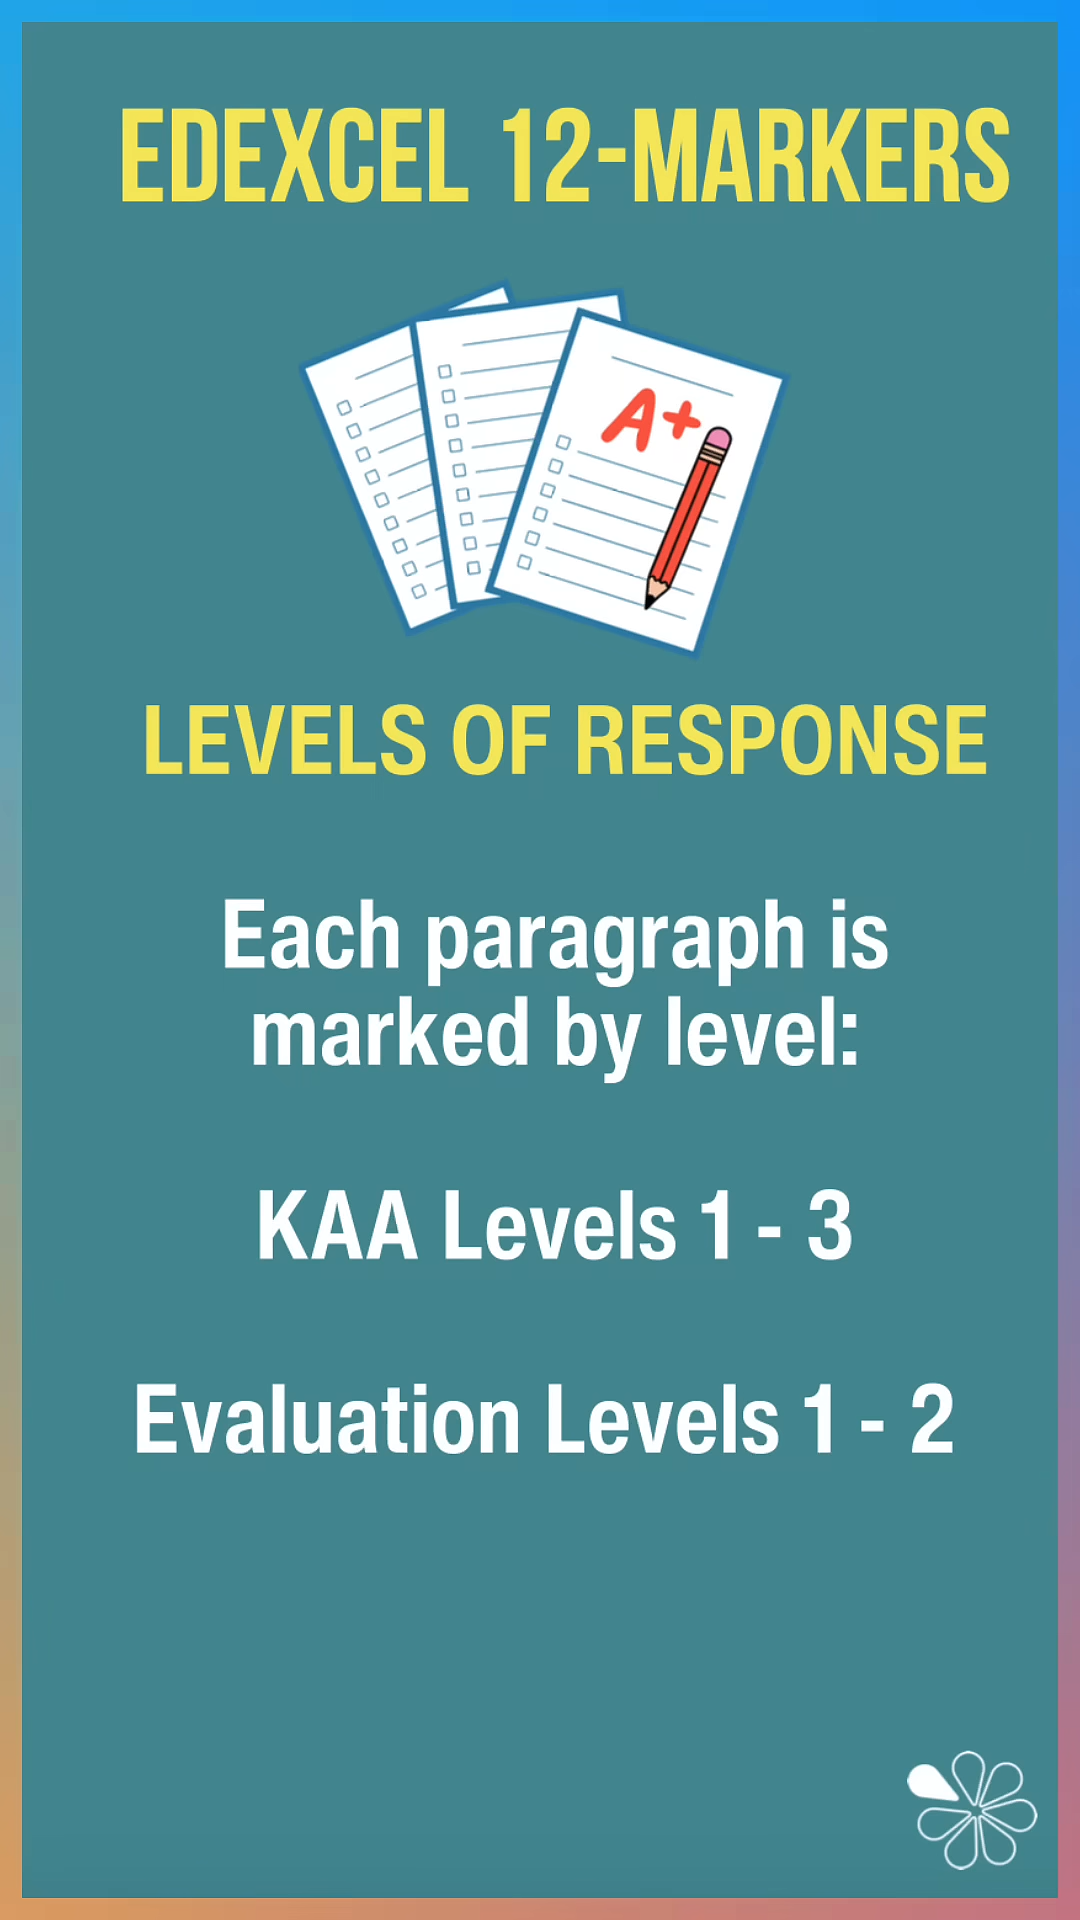 EDEXCEL 12-MARKERS
A+
LEVELS OF RESPONSE
Each paragraph is
marked by level:
KAA Levels 1 - 3
Evaluation Levels 1 - 2